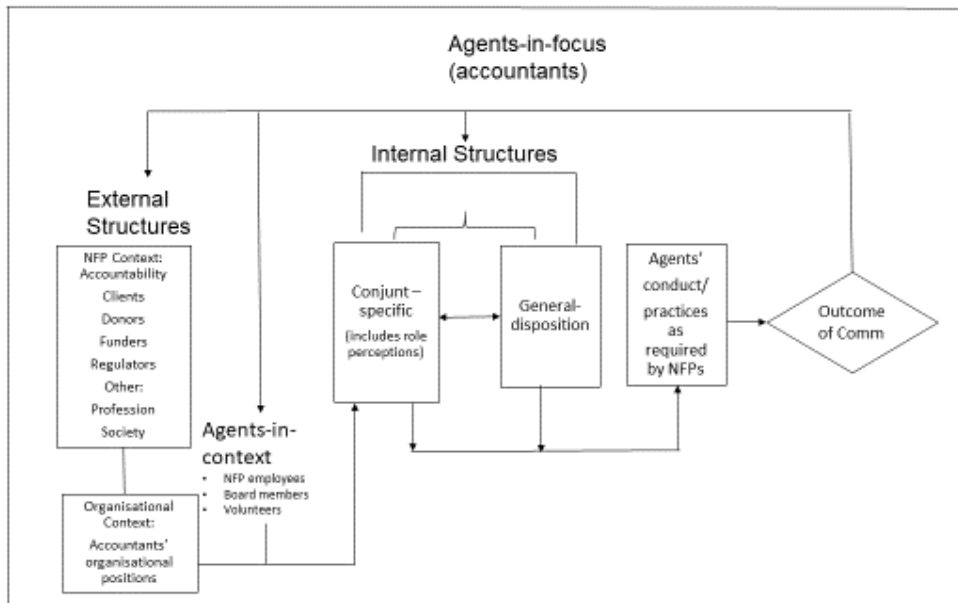 Agents-in-focus
(accountants)
Internal Structures
External
Structures
NFP Context:
Accountability
Clients
Donors
Funders
Regulators
Other:
Profession
Society
Organisational
Context:
Accountants'
organisational
positions
Agents-in-
context
• NFP employees
• Board members
• Volunteers
Conjunt –
specific
(includes role
perceptions)
General-
disposition
Agents'
conduct/
practices
as
required
by NFPs
Outcome
of Comm